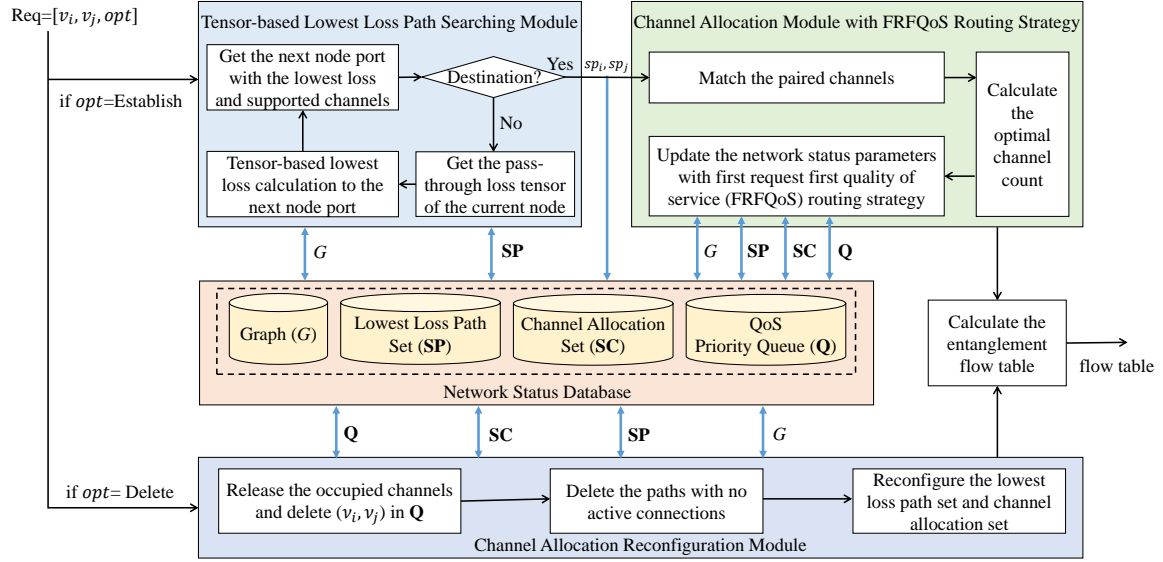 Req=[v_i, v_j, opt]
if opt=Establish
Tensor-based Lowest Loss Path Searching Module
Get the next node port
with the lowest loss
and supported channels
Destination?
Yes
No
Tensor-based lowest
loss calculation to the
next node port
Get the pass-
through loss tensor
of the current node
sp_i, sp_j
Channel Allocation Module with FRFQoS Routing Strategy
Match the paired channels
Calculate
the
optimal
channel
count
Update the network status parameters
with first request first quality of
service (FRFQoS) routing strategy
G
SP
G
SP
SC
Q
Graph (G)
Lowest Loss Path
Set (SP)
Channel Allocation
Set (SC)
QoS
Priority Queue (Q)
Network Status Database
Calculate the
entanglement
flow table
flow table
Q
SC
SP
G
if opt= Delete
Release the occupied channels
and delete (v_i, v_j) in Q
Delete the paths with no
active connections
Reconfigure the lowest
loss path set and channel
allocation set
Channel Allocation Reconfiguration Module